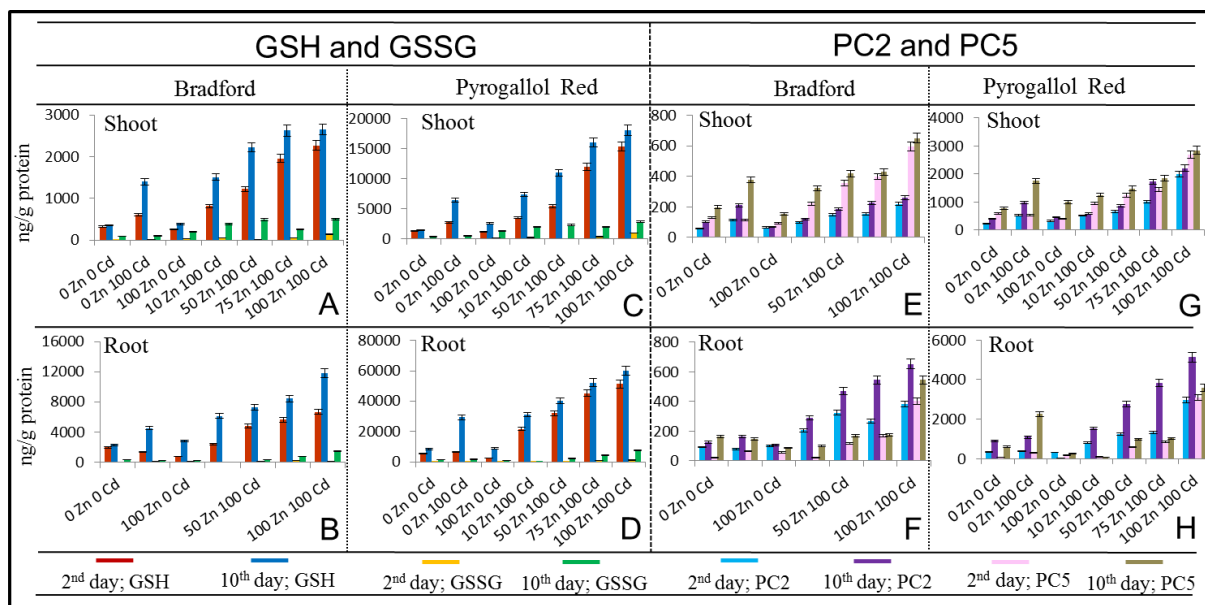 GSH and GSSG
PC2 and PC5
Bradford
Pyrogallol Red
Bradford
Pyrogallol Red
ng/g protein
Shoot
3000
2000
1000
0
0 Zn 0 Cd
0 Zn 100 Cd
100 Zn 0 Cd
10 Zn 100 Cd
50 Zn 100 Cd
75 Zn 100 Cd
100 Zn 100 Cd
A
Shoot
20000
15000
10000
5000
0
0 Zn 0 Cd
0 Zn 100 Cd
100 Zn 0 Cd
10 Zn 100 Cd
50 Zn 100 Cd
75 Zn 100 Cd
100 Zn 100 Cd
C
Shoot
800
600
400
200
0
0 Zn 0 Cd
100 Zn 0 Cd
50 Zn 100 Cd
100 Zn 100 Cd
E
Shoot
4000
3000
2000
1000
0
0 Zn 0 Cd
0 Zn 100 Cd
100 Zn 0 Cd
10 Zn 100 Cd
50 Zn 100 Cd
75 Zn 100 Cd
100 Zn 100 Cd
G
ng/g protein
Root
16000
12000
8000
4000
0
0 Zn 0 Cd
100 Zn 0 Cd
50 Zn 100 Cd
100 Zn 100 Cd
B
Root
80000
60000
40000
20000
0
0 Zn 0 Cd
0 Zn 100 Cd
100 Zn 0 Cd
10 Zn 100 Cd
50 Zn 100 Cd
75 Zn 100 Cd
100 Zn 100 Cd
D
Root
800
600
400
200
0
0 Zn 0 Cd
100 Zn 0 Cd
50 Zn 100 Cd
100 Zn 100 Cd
F
Root
6000
4000
2000
0
0 Zn 0 Cd
0 Zn 100 Cd
100 Zn 0 Cd
10 Zn 100 Cd
50 Zn 100 Cd
75 Zn 100 Cd
100 Zn 100 Cd
H
2nd day; GSH
10th day; GSH
2nd day; GSSG
10th day; GSSG
2nd day; PC2
10th day; PC2
2nd day; PC5
10th day; PC5